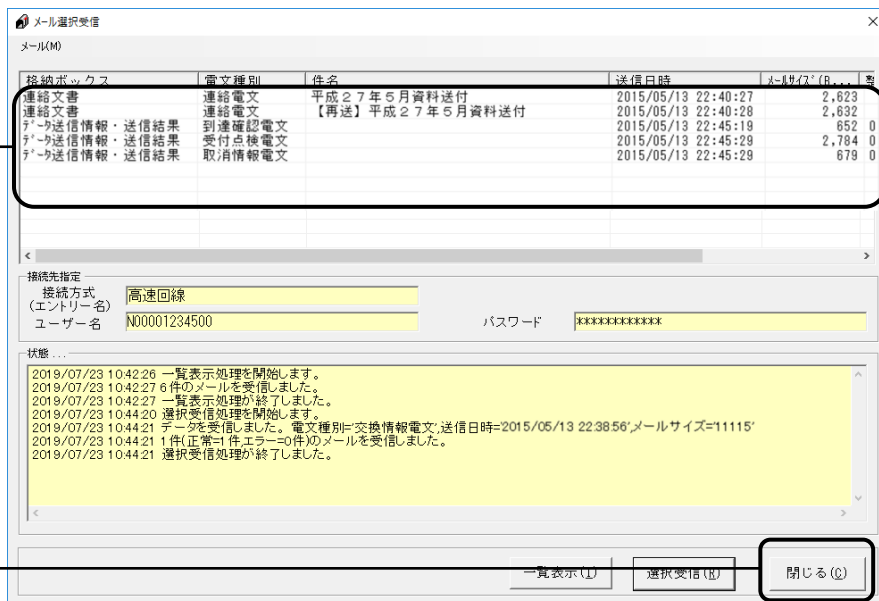 メール選択受信
メール(M)
格納ボックス 電文種別 件名 送信日時 ﾒｰﾙｻｲｽﾞ(B...
連絡文書 連絡電文 平成２７年５月資料送付 2015/05/13 22:40:27 2,623
連絡文書 連絡電文 【再送】平成２７年５月資料送付 2015/05/13 22:40:28 2,632
ﾃﾞｰﾀ送信情報・送信結果 到達確認電文 2015/05/13 22:45:19 652 0
ﾃﾞｰﾀ送信情報・送信結果 受付点検電文 2015/05/13 22:45:29 2,784 0
ﾃﾞｰﾀ送信情報・送信結果 取消情報電文 2015/05/13 22:45:29 679 0
接続先指定
接続方式
(エントリー名) 高速回線
ユーザー名 N00001234500 パスワード ************
状態 ...
2019/07/23 10:42:26 一覧表示処理を開始します。
2019/07/23 10:42:27 6件のメールを受信しました。
2019/07/23 10:42:27 一覧表示処理が終了しました。
2019/07/23 10:44:20 選択受信処理を開始します。
2019/07/23 10:44:21 データを受信しました。電文種別='交換情報電文',送信日時='2015/05/13 22:38:56',メールサイズ='11115'
2019/07/23 10:44:21 1件(正常=1件,エラー=0件)のメールを受信しました。
2019/07/23 10:44:21 選択受信処理が終了しました。
一覧表示(I) 選択受信(R) 閉じる(C)